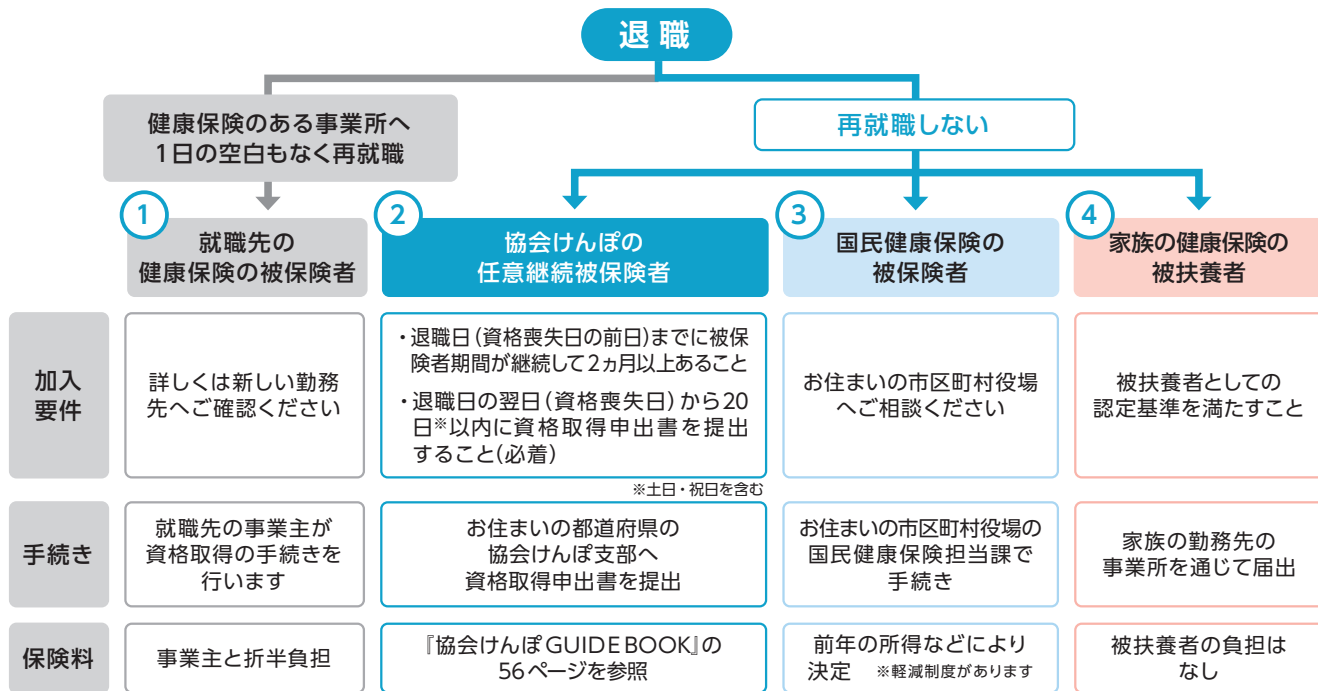 退職
健康保険のある事業所へ
1日の空白もなく再就職
再就職しない
1
就職先の
健康保険の被保険者
2
協会けんぽの
任意継続被保険者
3
国民健康保険の
被保険者
4
家族の健康保険の
被扶養者
加入
要件
詳しくは新しい勤務
先へご確認ください
・退職日(資格喪失日の前日)までに被保
険者期間が継続して2ヵ月以上あること
・退職日の翌日(資格喪失日)から20
日※以内に資格取得申出書を提出
すること(必着)
※土日・祝日を含む
お住まいの市区町村役場
へご相談ください
被扶養者としての
認定基準を満たすこと
手続き
就職先の事業主が
資格取得の手続きを
行います
お住まいの都道府県の
協会けんぽ支部へ
資格取得申出書を提出
お住まいの市区町村役場の
国民健康保険担当課で
手続き
家族の勤務先の
事業所を通じて届出
保険料
事業主と折半負担
『協会けんぽGUIDE BOOK』の
56ページを参照
前年の所得などにより
決定 ※軽減制度があります
被扶養者の負担は
なし